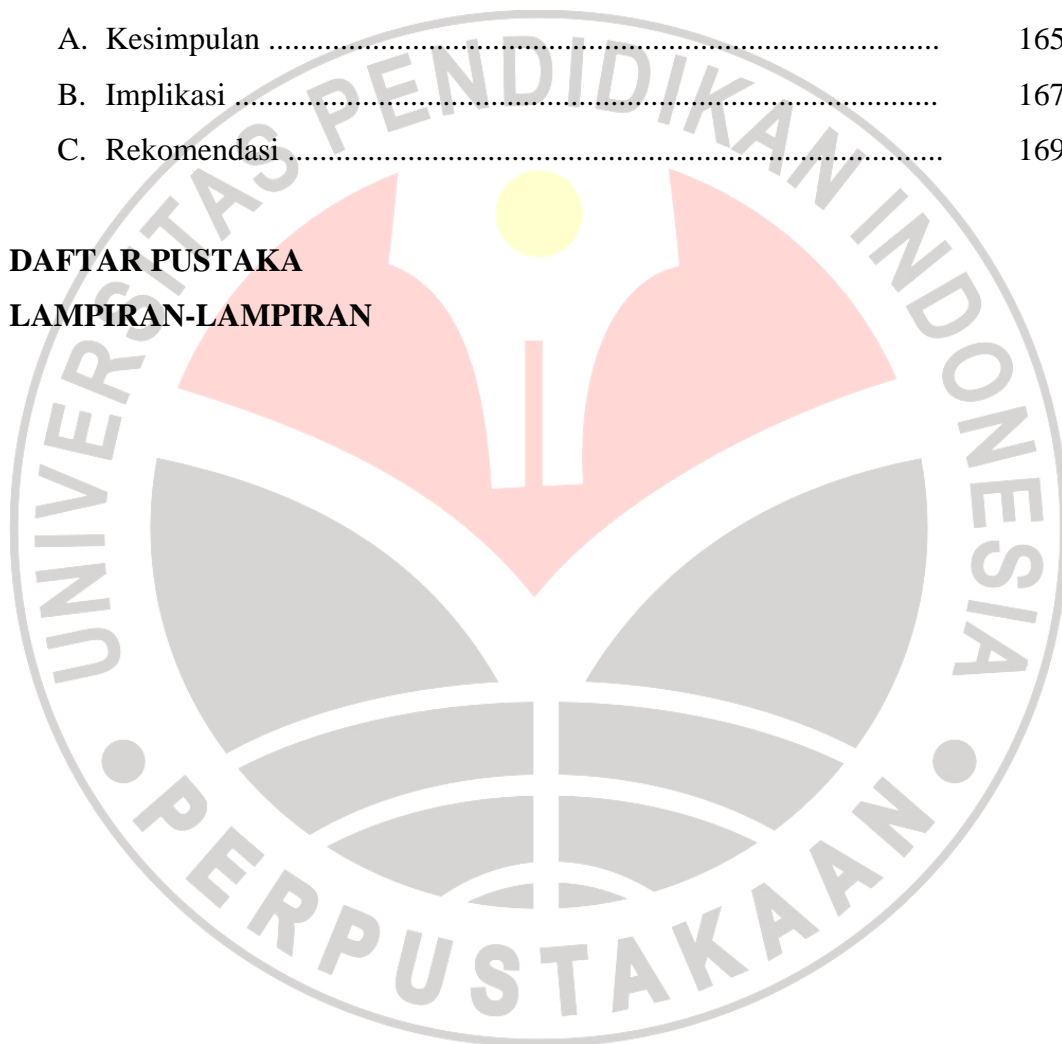 A. Kesimpulan .................................................................................. 165
B. Implikasi ...................................................................................... 167
C. Rekomendasi ................................................................................ 169
DAFTAR PUSTAKA
LAMPIRAN-LAMPIRAN
UNIVERSITAS PENDIDIKAN INDONESIA
PERPUSTAKAAN